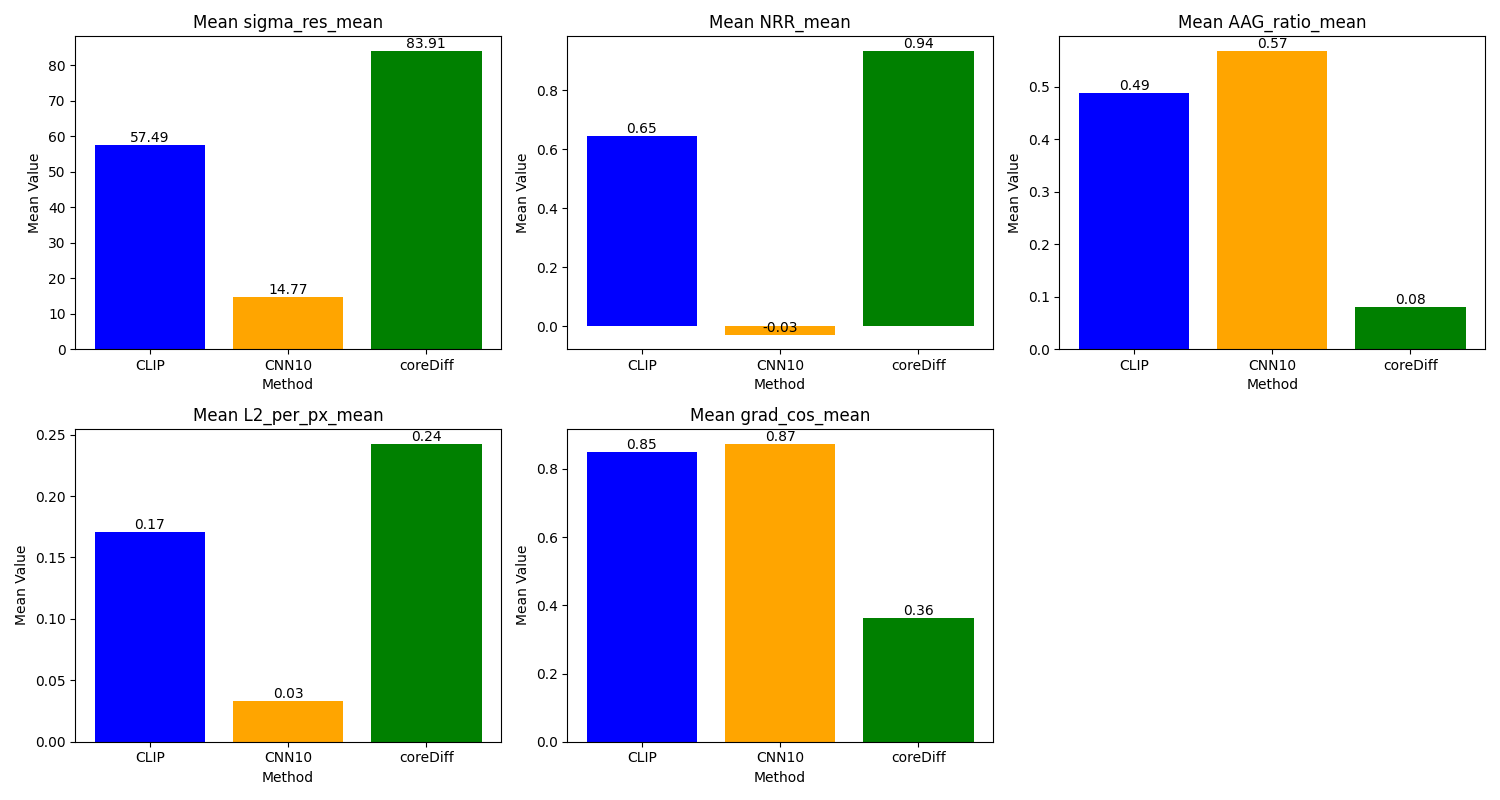 Mean sigma_res_mean
Mean Value
80
70
60
50
40
30
20
10
0
57.49
14.77
83.91
CLIP
CNN10
coreDiff
Method
Mean NRR_mean
Mean Value
0.8
0.6
0.4
0.2
0.0
0.65
-0.03
0.94
CLIP
CNN10
coreDiff
Method
Mean AAG_ratio_mean
Mean Value
0.5
0.4
0.3
0.2
0.1
0.0
0.49
0.57
0.08
CLIP
CNN10
coreDiff
Method
Mean L2_per_px_mean
Mean Value
0.25
0.20
0.15
0.10
0.05
0.00
0.17
0.03
0.24
CLIP
CNN10
coreDiff
Method
Mean grad_cos_mean
Mean Value
0.8
0.6
0.4
0.2
0.0
0.85
0.87
0.36
CLIP
CNN10
coreDiff
Method